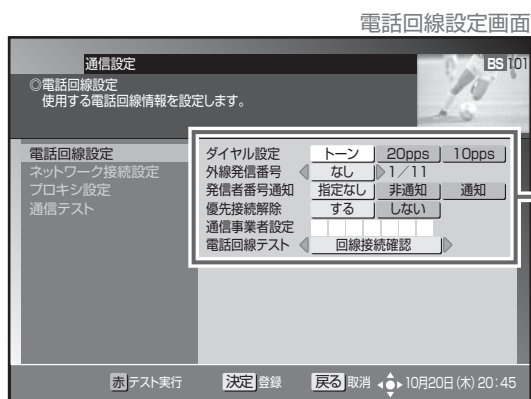 電話回線設定画面
通信設定
BS 101
◎電話回線設定
使用する電話回線情報を設定します。
電話回線設定
ネットワーク接続設定
プロキシ設定
通信テスト
ダイヤル設定 トーン 20pps 10pps
外線発信番号 なし 1/11
発信者番号通知 指定なし 非通知 通知
優先接続解除 する しない
通信事業者設定
電話回線テスト 回線接続確認
赤 テスト実行 決定 登録 戻る 取消 10月20日(木)20:45